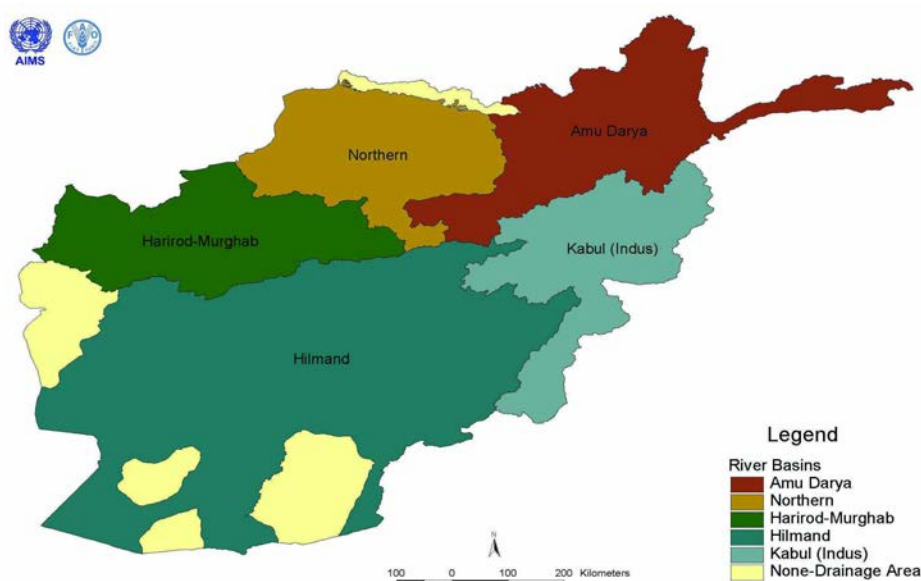 F A O
AIMS
Amu Darya
Northern
Harirod-Murghab
Kabul (Indus)
Hilmand
Legend
River Basins
Amu Darya
Northern
Harirod-Murghab
Hilmand
Kabul (Indus)
None-Drainage Area
N
100 0 100 200 Kilometers